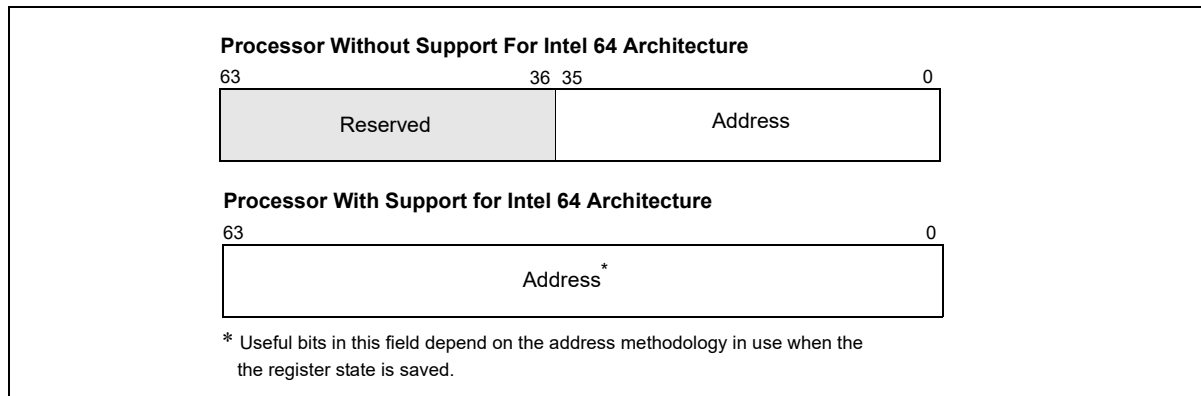 Processor Without Support For Intel 64 Architecture
63 36 35 0
Reserved Address
Processor With Support for Intel 64 Architecture
63 0
Address*
* Useful bits in this field depend on the address methodology in use when the
the register state is saved.